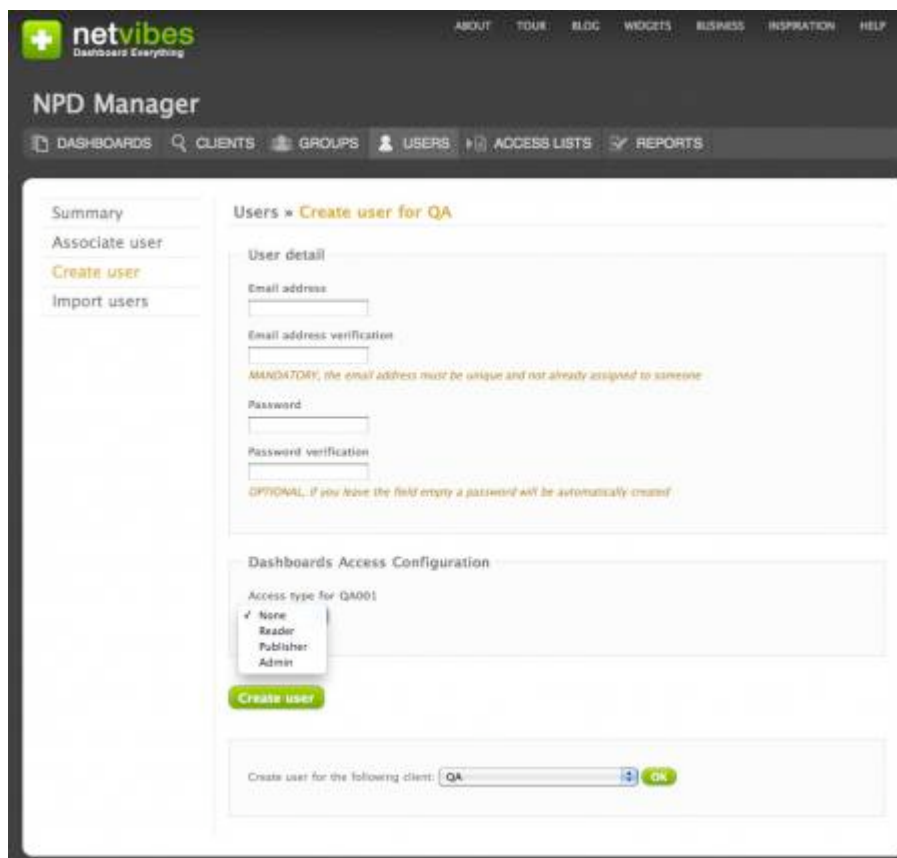 netvibes
Dashboard Everything
ABOUT TOUR BLOG WIDGETS BUSINESS INSPIRATION HELP
NPD Manager
DASHBOARDS CLIENTS GROUPS USERS ACCESS LISTS REPORTS
Summary
Associate user
Create user
Import users
Users » Create user for QA
User detail
Email address
Email address verification
MANDATORY, the email address must be unique and not already assigned to someone
Password
Password verification
OPTIONAL, if you leave the field empty a password will be automatically created
Dashboards Access Configuration
Access type for QA001
✓ None
Reader
Publisher
Admin
Create user
Create user for the following client: QA OK